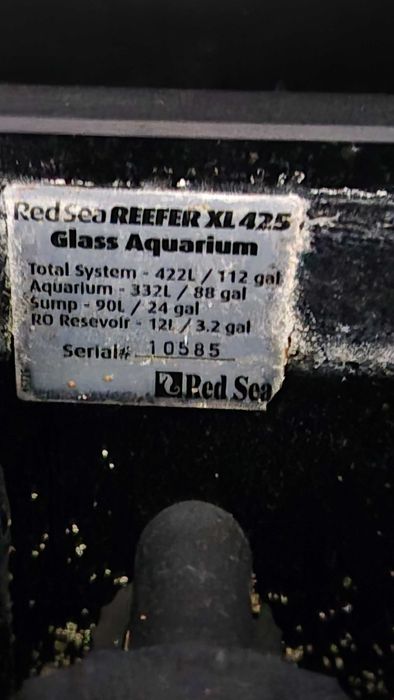 Red Sea REEFER XL 425
Glass Aquarium
Total System - 422L / 112 gal
Aquarium - 332L / 88 gal
Sump - 90L / 24 gal
RO Resevoir - 12L / 3.2 gal
Serial# 10585
Red Sea